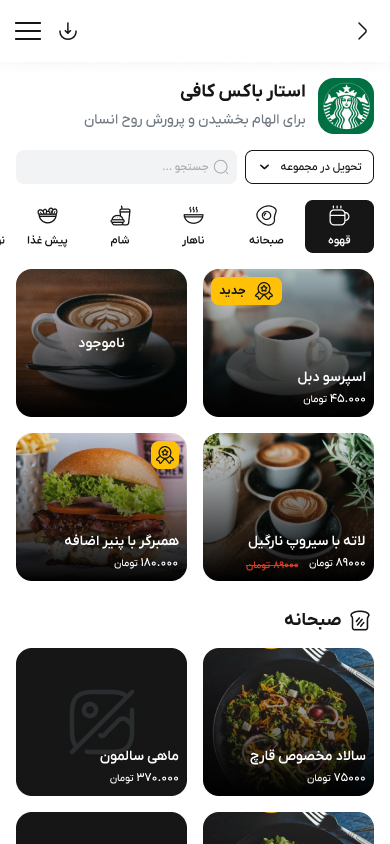 استار باکس کافی
برای الهام بخشیدن و پرورش روح انسان
تحویل در مجموعه
جستجو ...
قهوه
صبحانه
ناهار
شام
پیش غذا
جدید
اسپرسو دبل
۴۵.۰۰۰ تومان
ناموجود
لاته با سیروپ نارگیل
۸۹۰۰۰ تومان ۸۹۰۰۰ تومان
همبرگر با پنیر اضافه
۱۸۰.۰۰۰ تومان
صبحانه
سالاد مخصوص قارچ
۷۵۰۰۰ تومان
ماهی سالمون
۳۷۰.۰۰۰ تومان